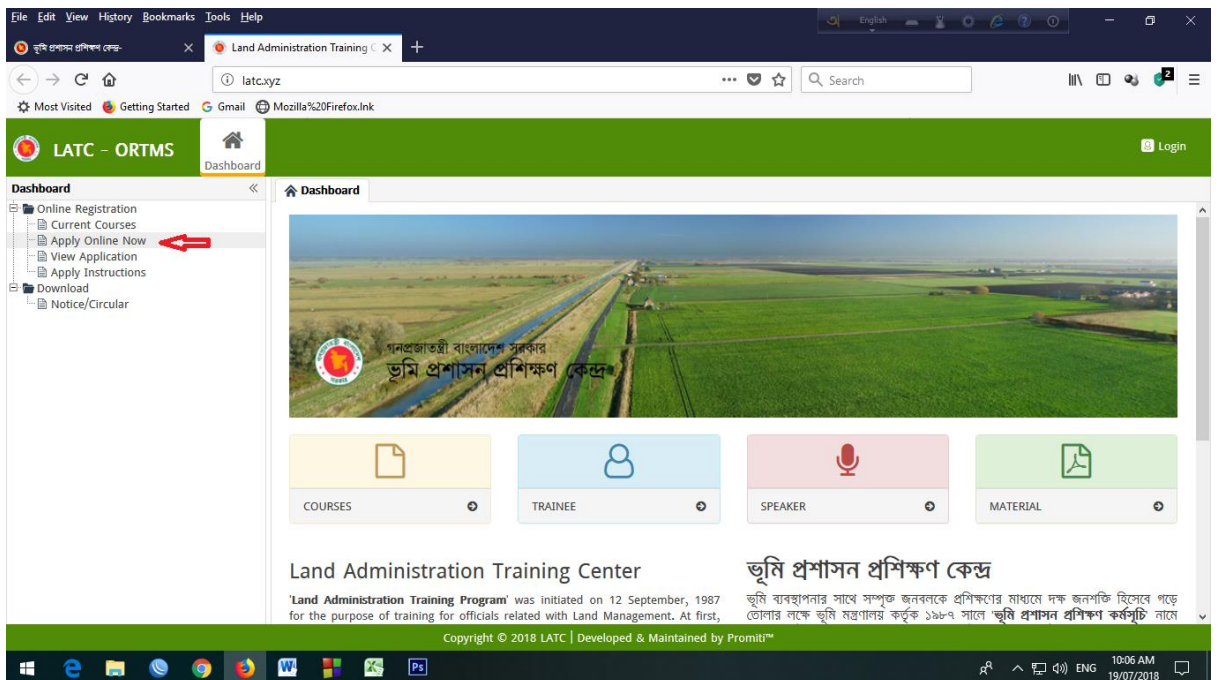 File Edit View History Bookmarks Tools Help
English
ভূমি প্রশাসন প্রশিক্ষণ কেন্দ্র-
Land Administration Training C
latc.xyz
Search
2
Most Visited Getting Started Gmail Mozilla%20Firefox.lnk
LATC - ORTMS
Dashboard
Login
Dashboard
Dashboard
Online Registration
Current Courses
Apply Online Now
View Application
Apply Instructions
Download
Notice/Circular
গনপ্রজাতন্ত্রী বাংলাদেশ সরকার
ভূমি প্রশাসন প্রশিক্ষণ কেন্দ্র
COURSES
TRAINEE
SPEAKER
MATERIAL
Land Administration Training Center
'Land Administration Training Program' was initiated on 12 September, 1987
for the purpose of training for officials related with Land Management. At first,
ভূমি প্রশাসন প্রশিক্ষণ কেন্দ্র
ভূমি ব্যবস্থাপনার সাথে সম্পৃক্ত জনবলকে প্রশিক্ষণের মাধ্যমে দক্ষ জনশক্তি হিসেবে গড়ে
তোলার লক্ষে ভূমি মন্ত্রণালয় কর্তৃক ১৯৮৭ সালে 'ভূমি প্রশাসন প্রশিক্ষণ কর্মসূচি' নামে
Copyright © 2018 LATC | Developed & Maintained by Promiti™
W
Ps
ENG
10:06 AM
19/07/2018